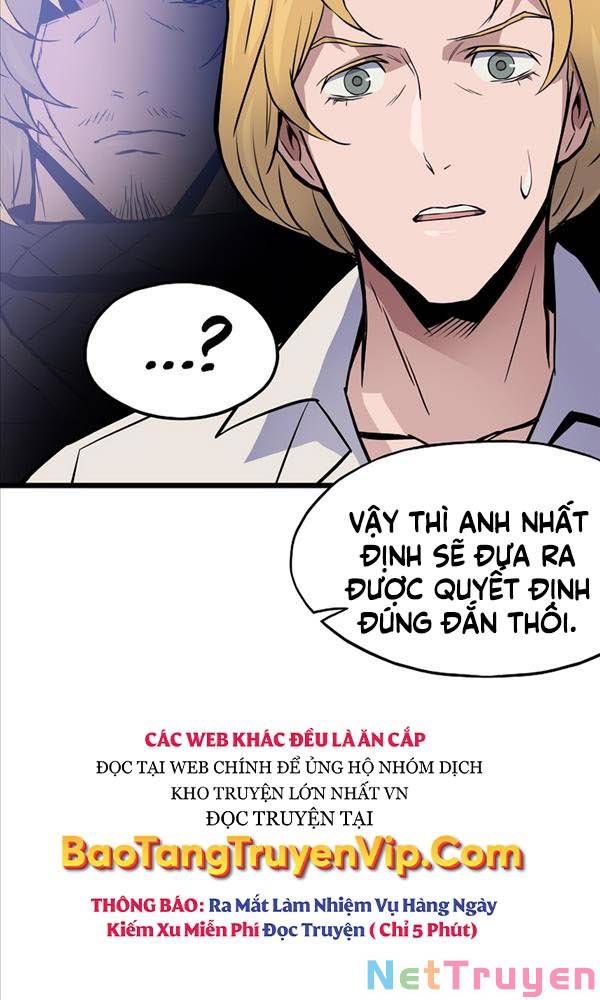 ...?
VẬY THÌ ANH NHẤT
ĐỊNH SẼ ĐƯA RA
ĐƯỢC QUYẾT ĐỊNH
ĐÚNG ĐẮN THÔI.
CÁC WEB KHÁC ĐỀU LÀ ĂN CẮP
ĐỌC TẠI WEB CHÍNH ĐỂ ỦNG HỘ NHÓM DỊCH
KHO TRUYỆN LỚN NHẤT VN
ĐỌC TRUYỆN TẠI
BaoTangTruyenVip.Com
THÔNG BÁO: Ra Mắt Làm Nhiệm Vụ Hàng Ngày
Kiếm Xu Miễn Phí Đọc Truyện ( Chỉ 5 Phút)
NetTruyen